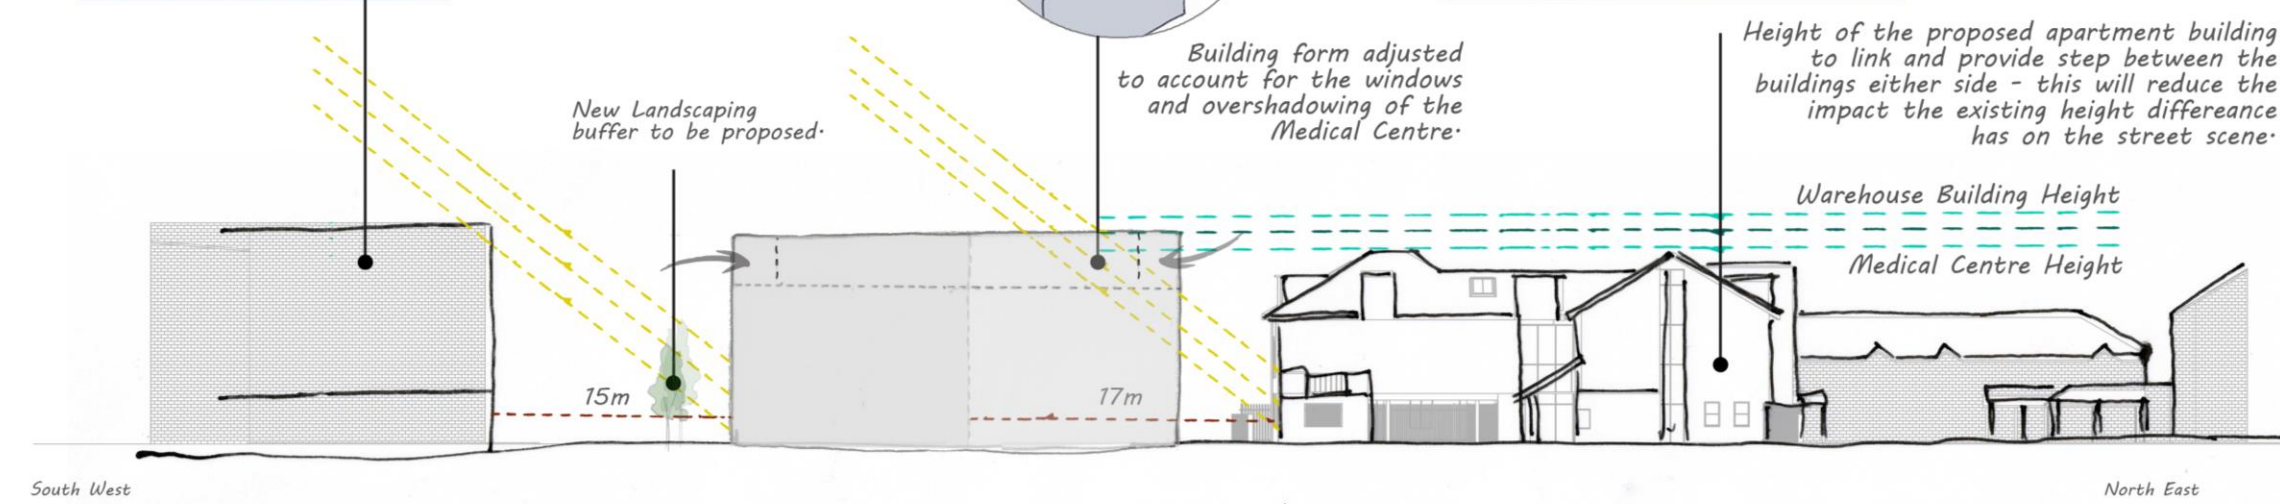 New Landscaping
buffer to be proposed.
Building form adjusted
to account for the windows
and overshadowing of the
Medical Centre.
Height of the proposed apartment building
to link and provide step between the
buildings either side - this will reduce the
impact the existing height differeance
has on the street scene.
Warehouse Building Height
Medical Centre Height
15m
17m
South West
North East